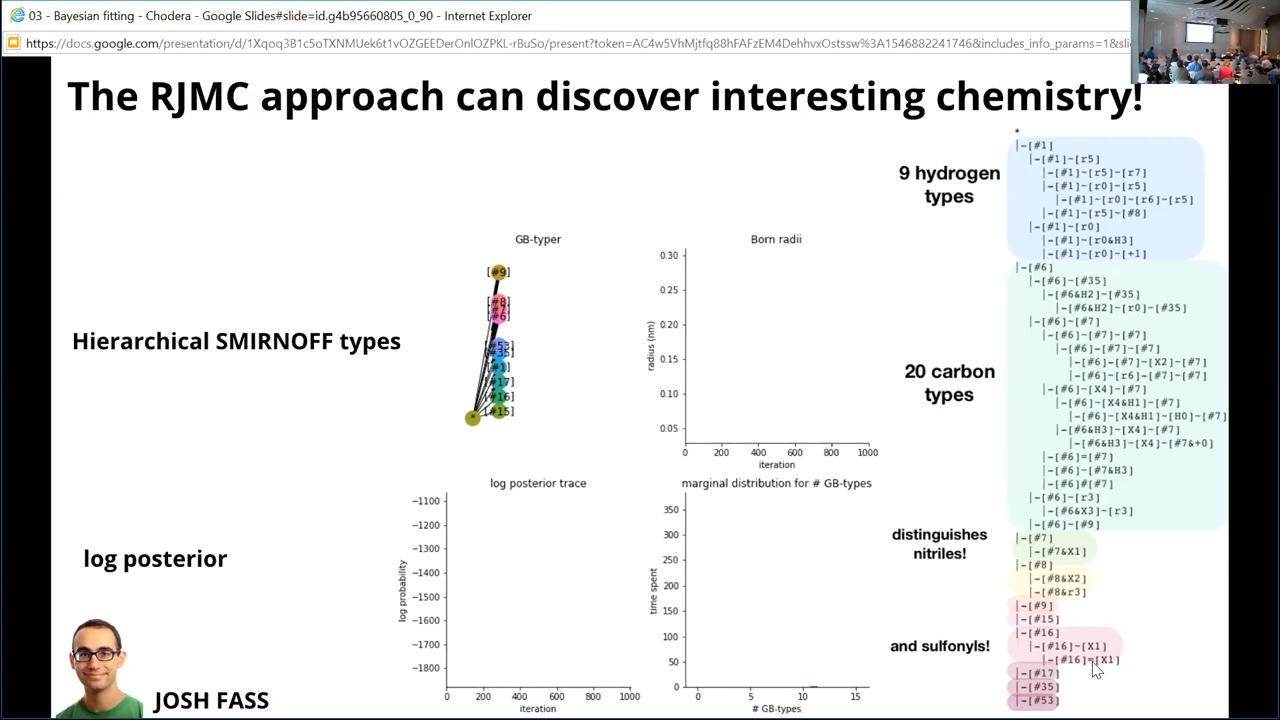 03 - Bayesian fitting - Chodera - Google Slides#slide=id.g4b95660805_0_90 - Internet Explorer
https://docs.google.com/presentation/d/1Xqoq3B1c5oTXNMUek6t1vOZGEEDerOnlOZPKL-rBuSo/present?token=AC4w5VhMjtfq88hFAFzEM4DehhvxOstssw%3A1546882241746&includes_info_params=1&sli
The RJMC approach can discover interesting chemistry!
Hierarchical SMIRNOFF types
log posterior
JOSH FASS
GB-typer
[#9]
[#8]
[#7]
[#6]
[#53]
[#35]
[#1]
[#17]
[#16]
[#15]
*
Born radii
radius (nm)
0.30
0.25
0.20
0.15
0.10
0.05
0 200 400 600 800 1000
iteration
log posterior trace
log probability
−1100
−1200
−1300
−1400
−1500
−1600
−1700
−1800
0 200 400 600 800 1000
iteration
marginal distribution for # GB-types
time spent
350
300
250
200
150
100
50
0
0 5 10 15
# GB-types
9 hydrogen
types
20 carbon
types
distinguishes
nitriles!
and sulfonyls!
*
|-[#1]
|-[#1]~[r5]
|-[#1]~[r5]~[r7]
|-[#1]~[r0]~[r5]
|-[#1]~[r0]~[r6]~[r5]
|-[#1]~[r5]~[#8]
|-[#1]~[r0]
|-[#1]~[r0&H3]
|-[#1]~[r0]~[+1]
|-[#6]
|-[#6]~[#35]
|-[#6&H2]~[#35]
|-[#6&H2]~[r0]~[#35]
|-[#6]~[#7]
|-[#6]~[#7]~[#7]
|-[#6]-[#7]~[#7]
|-[#6]-[#7]~[X2]~[#7]
|-[#6]~[r6]-[#7]~[#7]
|-[#6]~[X4]~[#7]
|-[#6]~[X4&H1]~[#7]
|-[#6]~[X4&H1]~[H0]~[#7]
|-[#6&H3]~[X4]~[#7]
|-[#6&H3]~[X4]~[#7&+0]
|-[#6]=[#7]
|-[#6]~[#7&H3]
|-[#6]#[#7]
|-[#6]~[r3]
|-[#6&X3]~[r3]
|-[#6]~[#9]
|-[#7]
|-[#7&X1]
|-[#8]
|-[#8&X2]
|-[#8&r3]
|-[#9]
|-[#15]
|-[#16]
|-[#16]~[X1]
|-[#16]=[X1]
|-[#17]
|-[#35]
|-[#53]